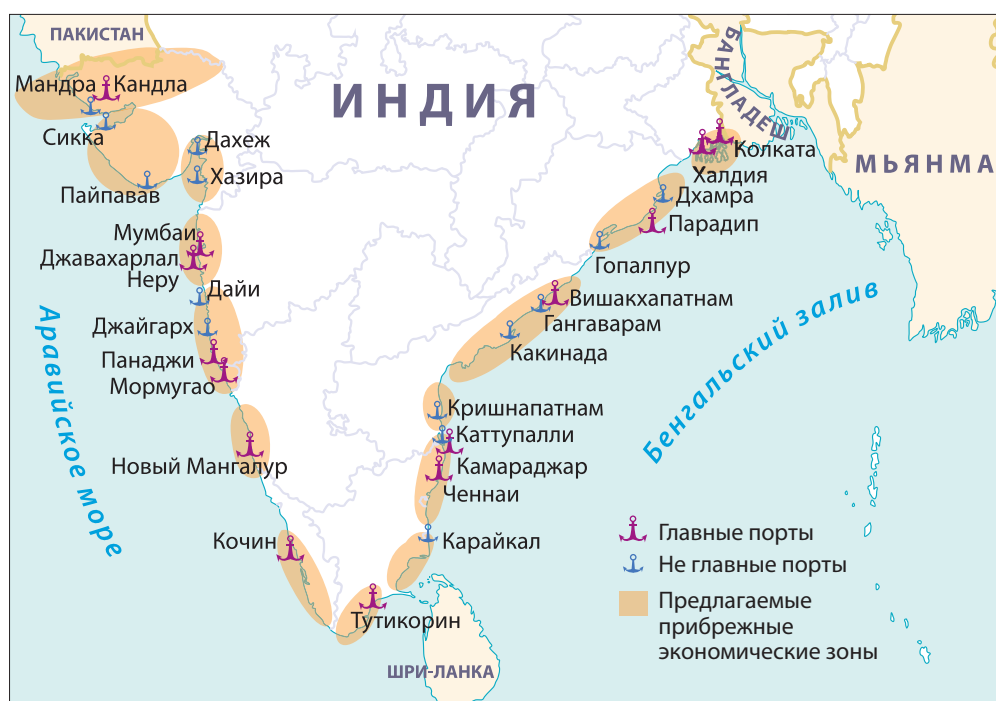 ПАКИСТАН
ИНДИЯ
БАНГЛАДЕШ
МЬЯНМА
Мандра
Кандла
Сикка
Дахеж
Хазира
Пайпавав
Мумбаи
Джавахарлал
Неру
Дайи
Джайгарх
Панаджи
Мормугао
Новый Мангалур
Кочин
Тутикорин
Колката
Халдия
Дхамра
Парадип
Гопалпур
Вишакхапатнам
Гангаварам
Какинада
Кришнапатнам
Каттупалли
Камараджар
Ченнаи
Карайкал
Аравийское море
Бенгальский залив
ШРИ-ЛАНКА
Главные порты
Не главные порты
Предлагаемые
прибрежные
экономические зоны